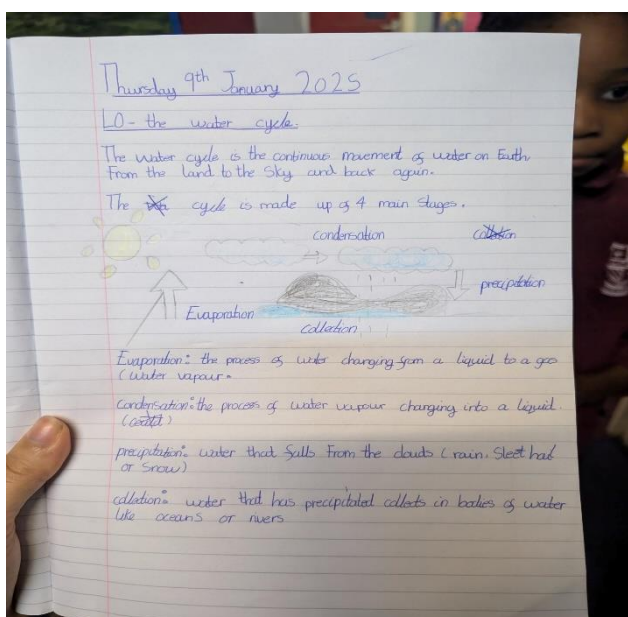 Thursday 9th January 2025
LO - the water cycle.
The water cycle is the continuous movement of water on Earth
From the land to the Sky and back again.
The cycle is made up of 4 main stages.
condensation
precipitation
Evaporation
collection
Evaporation: the process of water changing from a liquid to a gas
(water vapour.
Condensation: the process of water vapour changing into a liquid.
precipitation: water that falls from the clouds (rain, Sleet hail
or Snow)
collection: water that has precipitated collects in bodies of water
like oceans or rivers